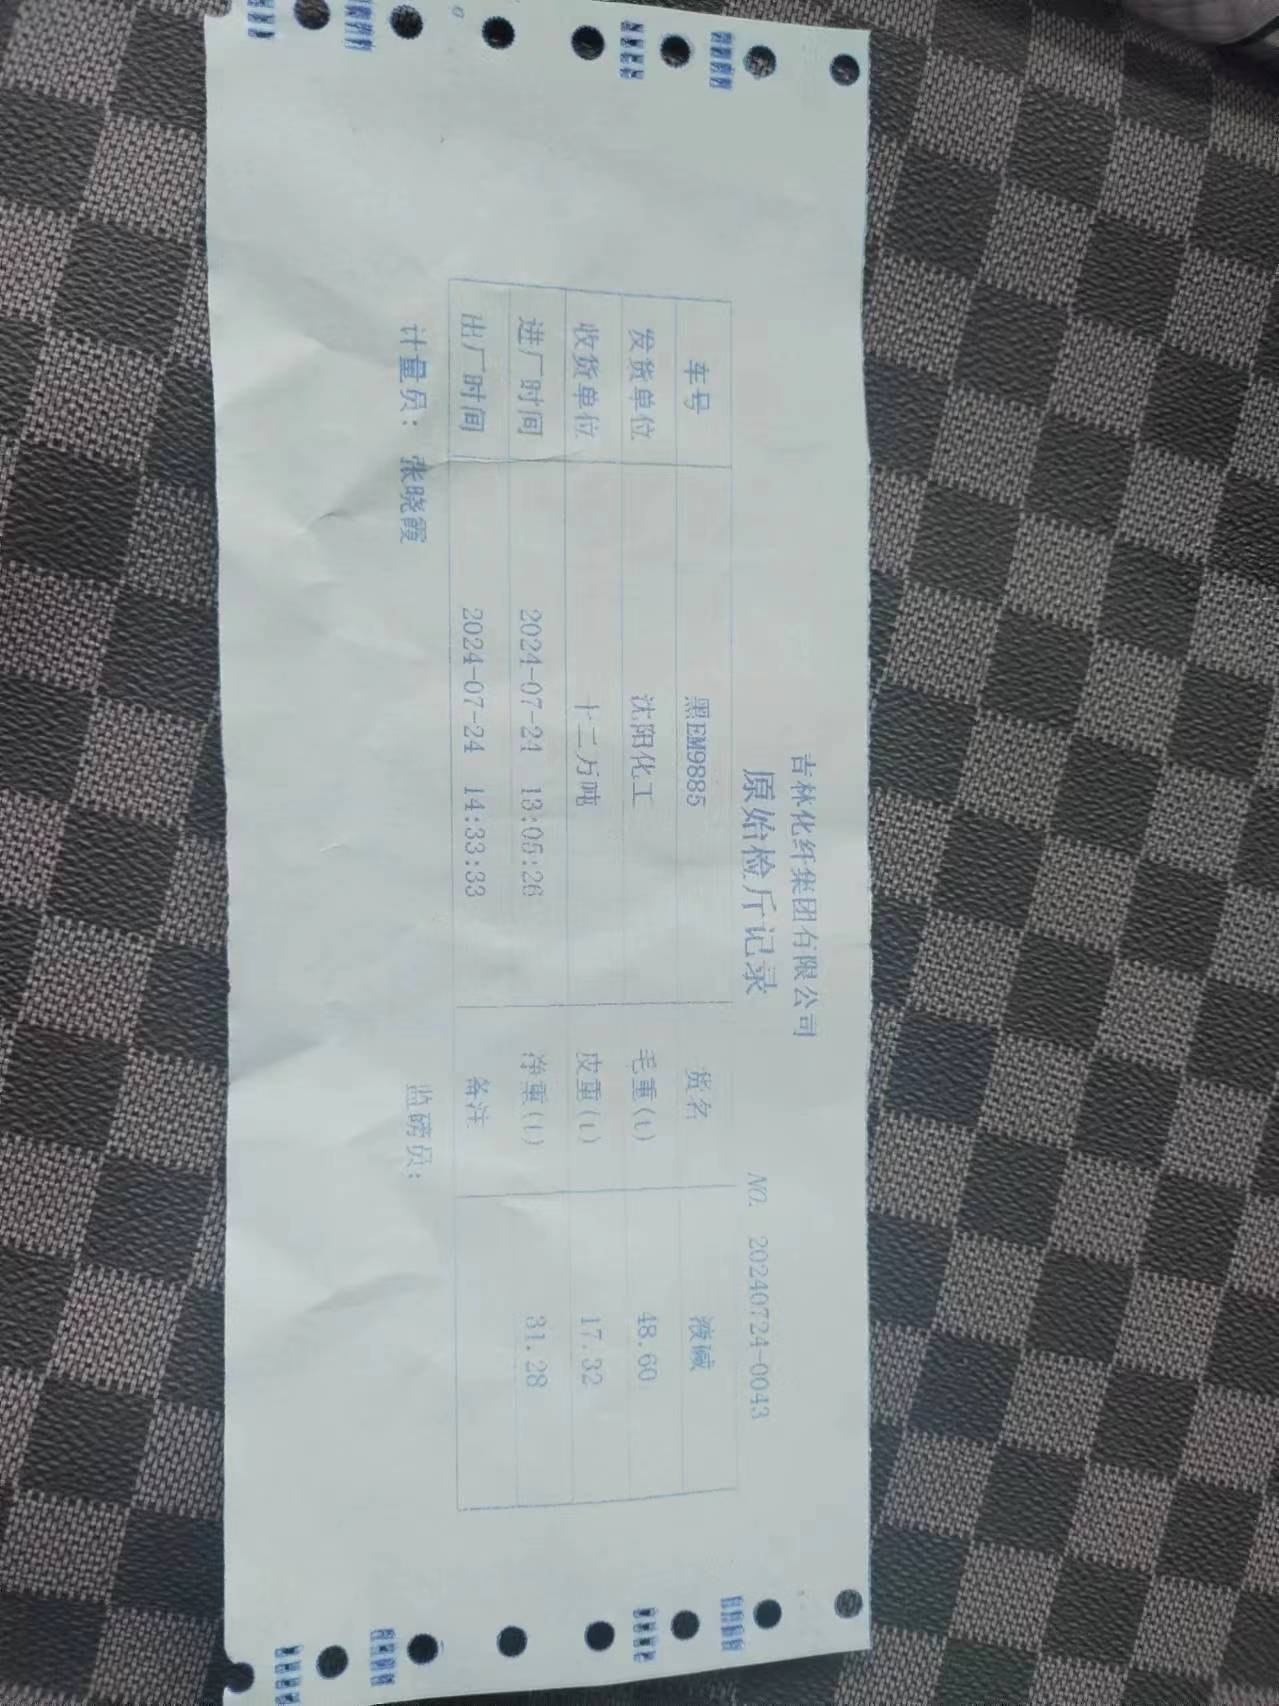 吉林化纤集团有限公司
原始检斤记录
NO. 20240724-0043
车号 黑EM9885 货名 液碱
发货单位 沈阳化工 毛重(t) 48.60
收货单位 十二万吨 皮重(t) 17.32
进厂时间 2024-07-24 13:05:26 净重(t) 31.28
出厂时间 2024-07-24 14:33:33 备注
计量员： 张晓霞 监磅员：